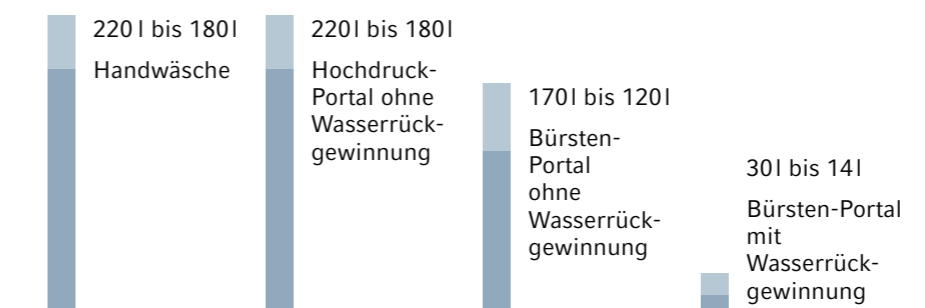 220 l bis 180 l
Handwäsche
220 l bis 180 l
Hochdruck-
Portal ohne
Wasserrück-
gewinnung
170 l bis 120 l
Bürsten-
Portal
ohne
Wasserrück-
gewinnung
30 l bis 14 l
Bürsten-Portal
mit
Wasserrück-
gewinnung